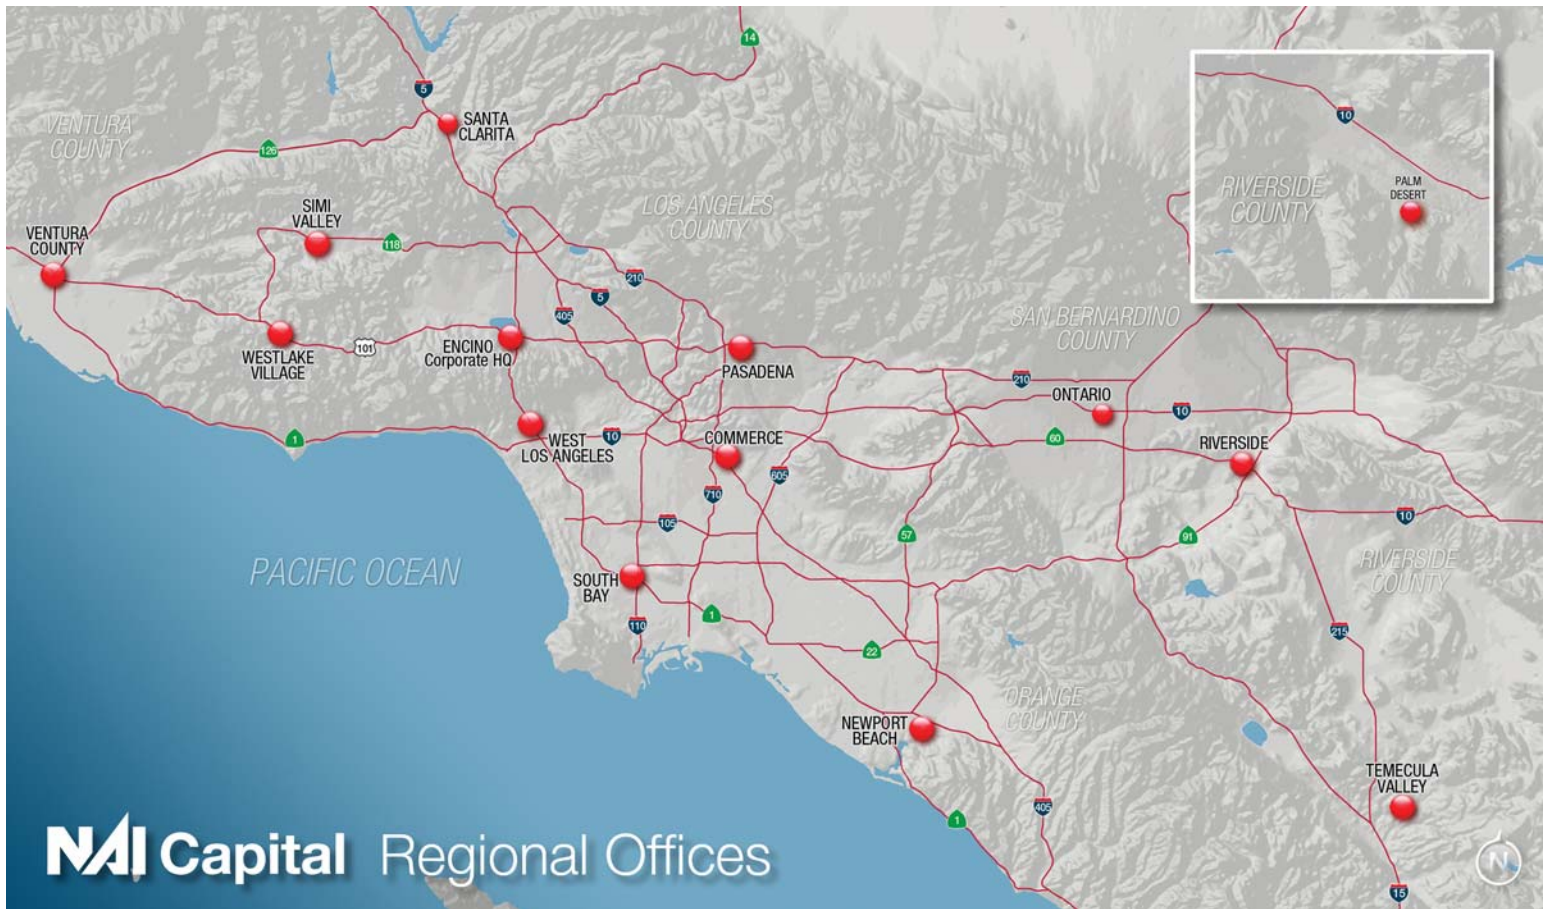 14
5
SANTA
CLARITA
VENTURA
COUNTY
126
10
PALM
DESERT
RIVERSIDE
COUNTY
SIMI
VALLEY
LOS ANGELES
COUNTY
VENTURA
COUNTY
118
210
5
405
SAN BERNARDINO
COUNTY
WESTLAKE
VILLAGE
101
ENCINO
Corporate HQ
PASADENA
210
ONTARIO
10
1
WEST
LOS ANGELES
10
COMMERCE
60
RIVERSIDE
605
710
105
57
91
10
PACIFIC OCEAN
SOUTH
BAY
RIVERSIDE
COUNTY
110
1
22
215
ORANGE
COUNTY
NEWPORT
BEACH
TEMECULA
VALLEY
405
1
15
N
NAI Capital Regional Offices